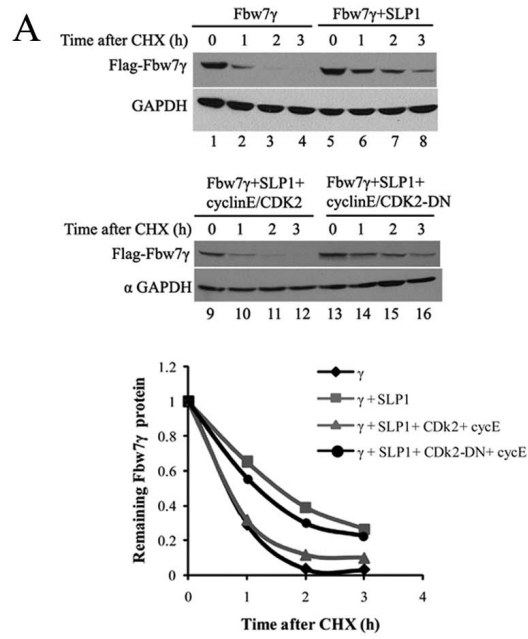 A
Fbw7γ Fbw7γ+SLP1
Time after CHX (h) 0 1 2 3 0 1 2 3
Flag-Fbw7γ
GAPDH
1 2 3 4 5 6 7 8
Fbw7γ+SLP1+ Fbw7γ+SLP1+
cyclinE/CDK2 cyclinE/CDK2-DN
Time after CHX (h) 0 1 2 3 0 1 2 3
Flag-Fbw7γ
α GAPDH
9 10 11 12 13 14 15 16
Remaining Fbw7γ protein
1.2
1
0.8
0.6
0.4
0.2
0
0 1 2 3 4
Time after CHX (h)
γ
γ + SLP1
γ + SLP1+ CDk2+ cycE
γ + SLP1+ CDk2-DN+ cycE